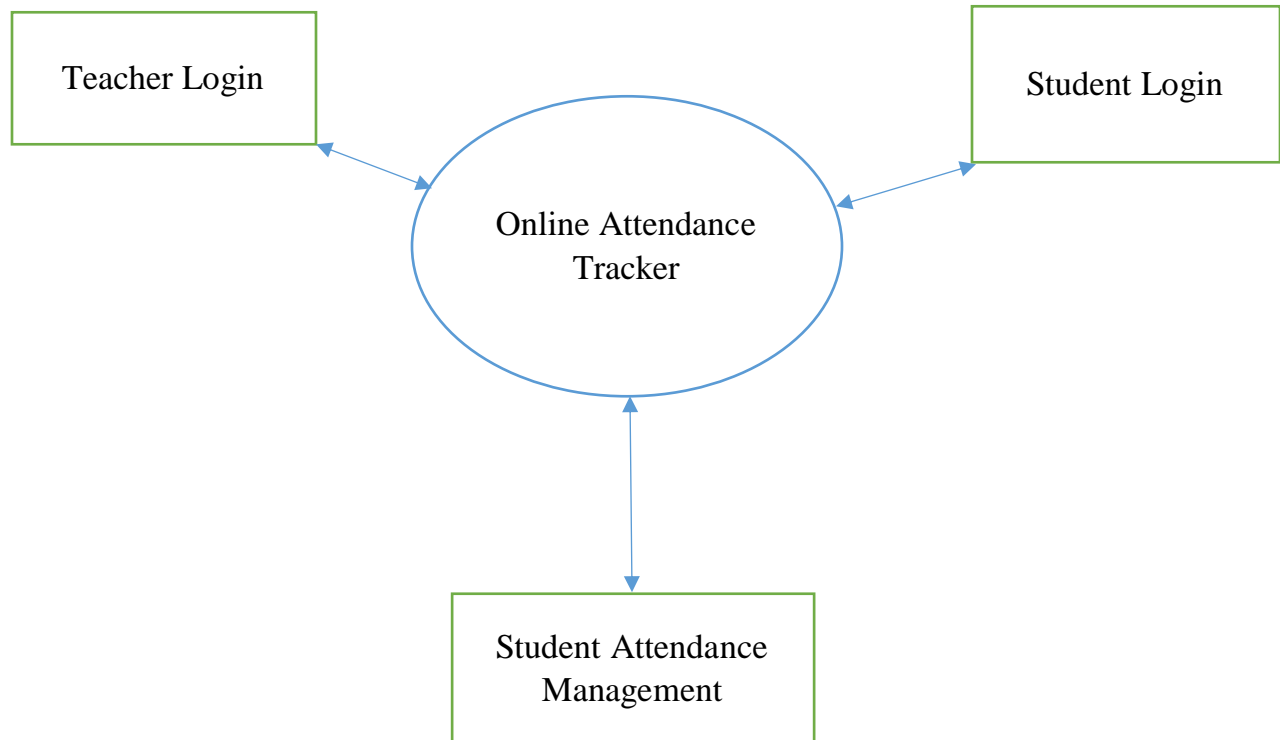 Teacher Login
Student Login
Online Attendance
Tracker
Student Attendance
Management